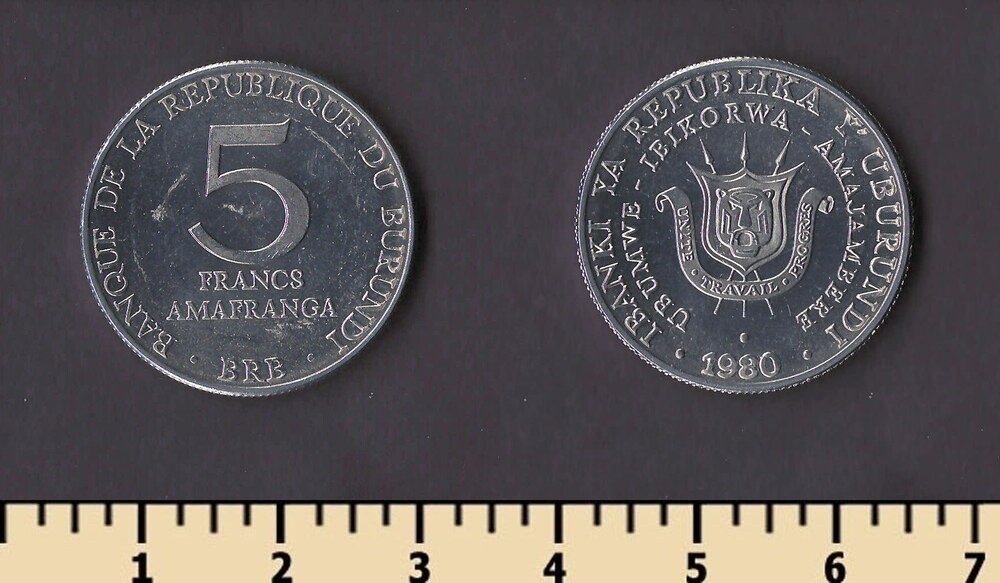 BANQUE DE LA REPUBLIQUE DU BURUNDI
5
FRANCS
AMAFRANGA
· BRB ·
IBANKI YA REPUBLIKA Y'UBURUNDI
UBUMWE - IBIKORWA - AMAJAMBERE
UNITE · TRAVAIL · PROGRES
· 1980 ·
1 2 3 4 5 6 7